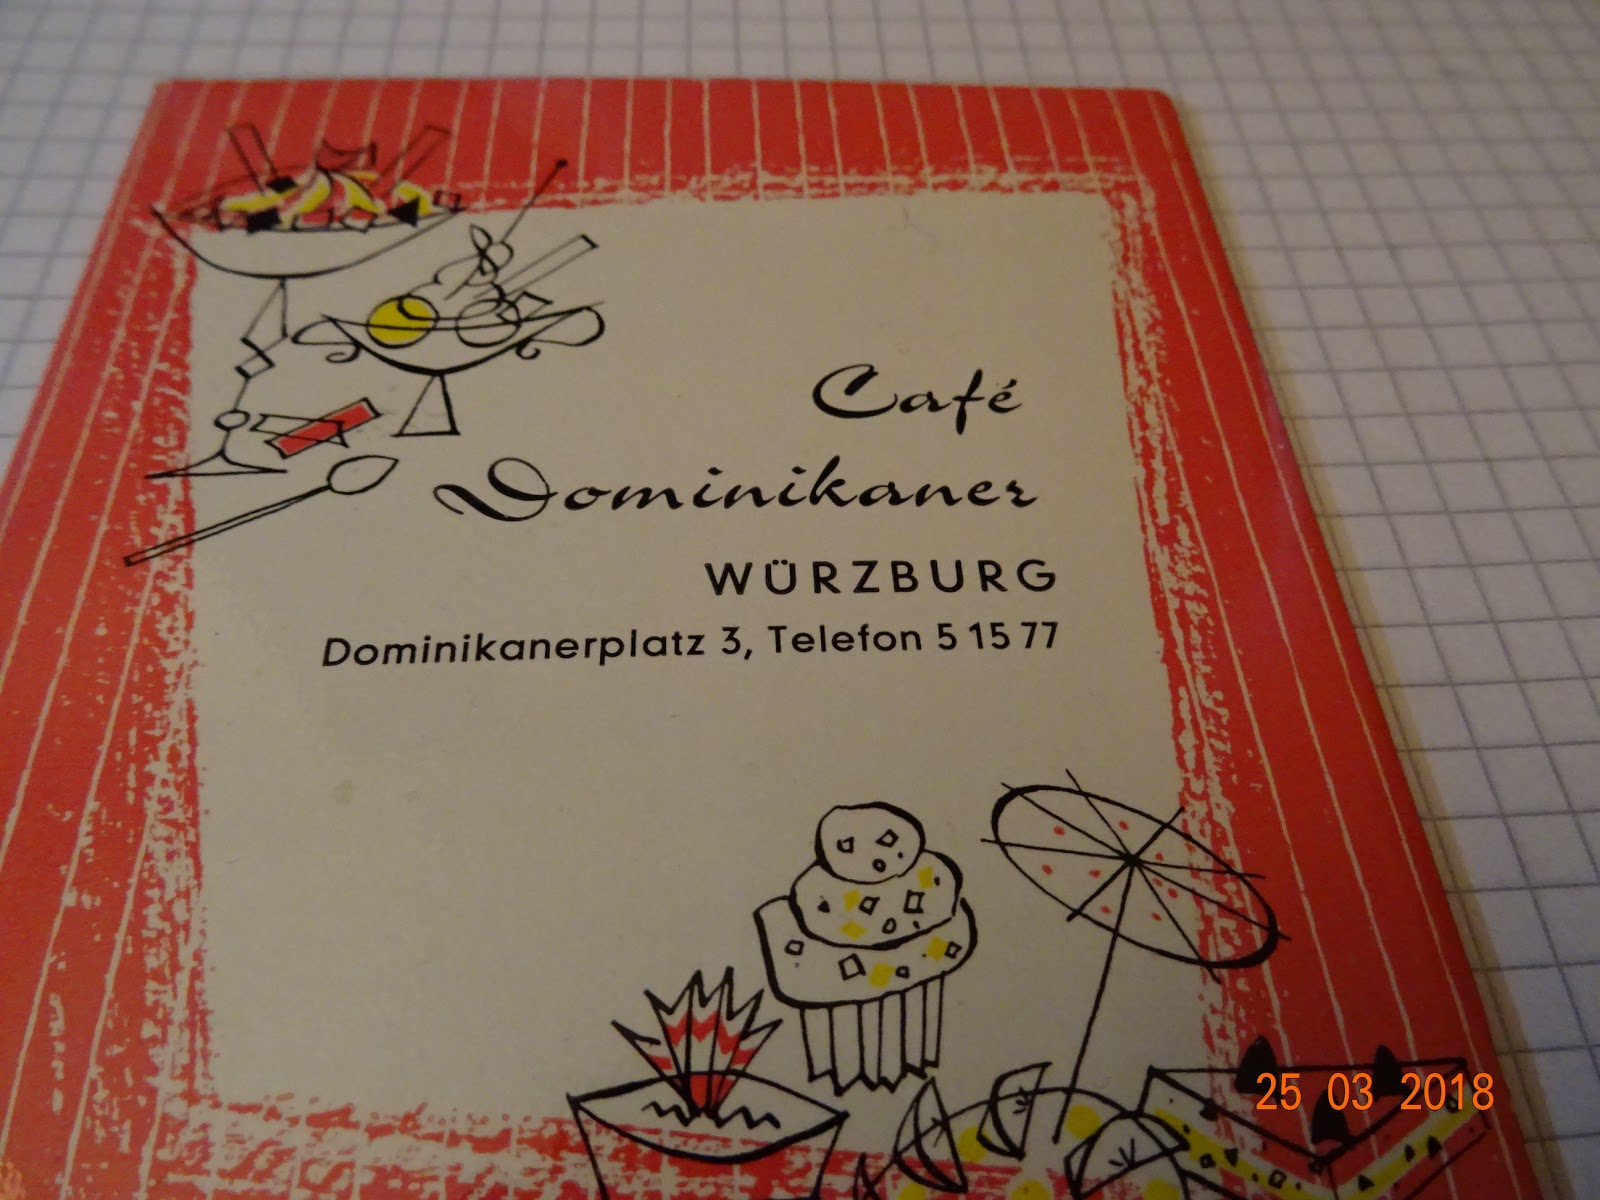 Café
Dominikaner
WÜRZBURG
Dominikanerplatz 3, Telefon 5 15 77
25 03 2018